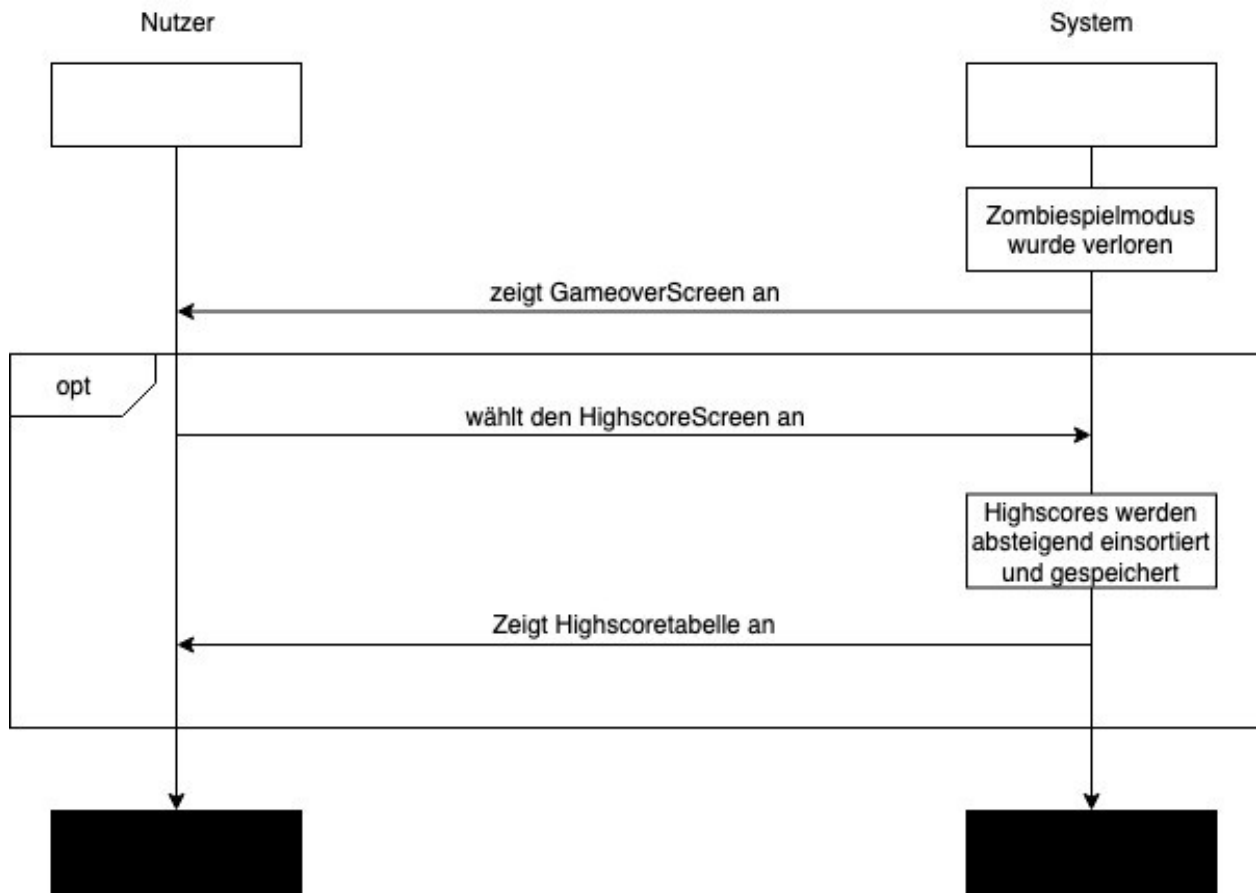 Nutzer
System
Zombiespielmodus
wurde verloren
zeigt GameoverScreen an
opt
wählt den HighscoreScreen an
Highscores werden
absteigend einsortiert
und gespeichert
Zeigt Highscoretabelle an